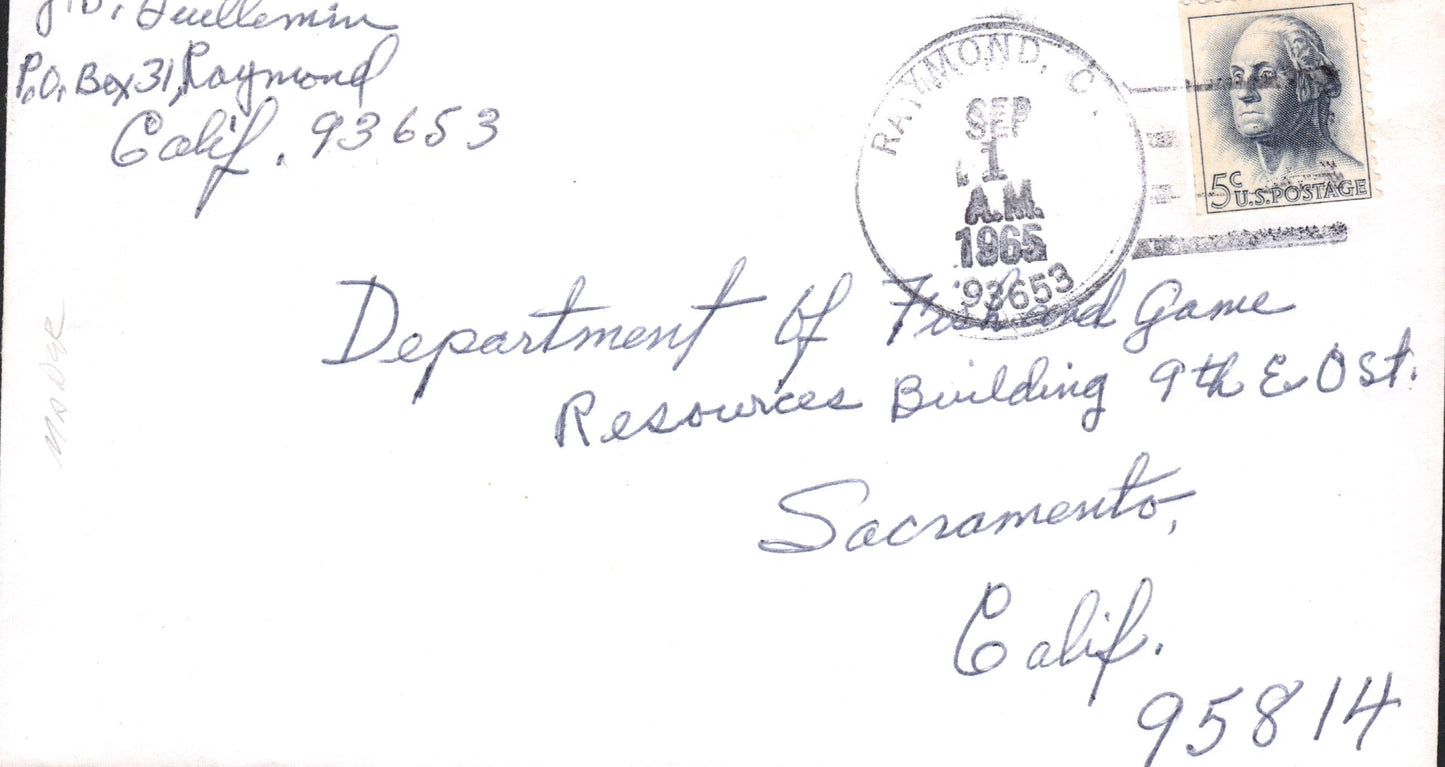 J.D. Guellemin
P.O. Box 31, Raymond
Calif. 93653
RAYMOND, C
SEP
1
A.M.
1965
93653
5c U.S. POSTAGE
Department of Fish and Game
Resources Building 9th & O St.
Sacramento,
Calif.
95814